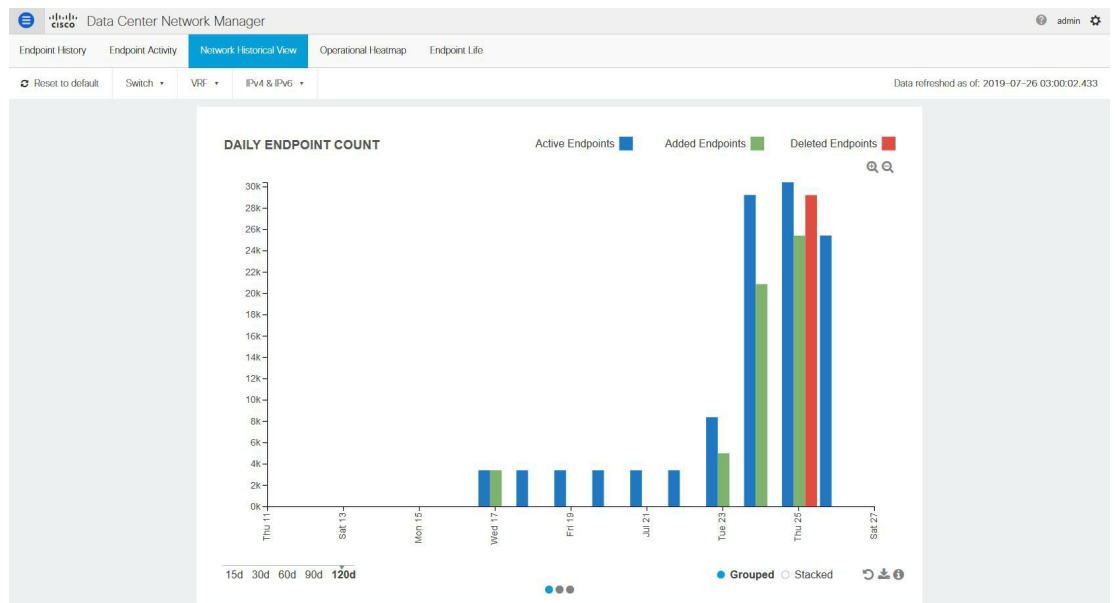 cisco Data Center Network Manager admin
Endpoint History Endpoint Activity Network Historical View Operational Heatmap Endpoint Life
Reset to default Switch VRF IPv4 & IPv6 Data refreshed as of: 2019-07-26 03:00:02.433
DAILY ENDPOINT COUNT Active Endpoints Added Endpoints Deleted Endpoints
30k
28k
26k
24k
22k
20k
18k
16k
14k
12k
10k
8k
6k
4k
2k
0k
Thu 11 Sat 13 Mon 15 Wed 17 Fri 19 Jul 21 Tue 23 Thu 25 Sat 27
15d 30d 60d 90d 120d Grouped Stacked